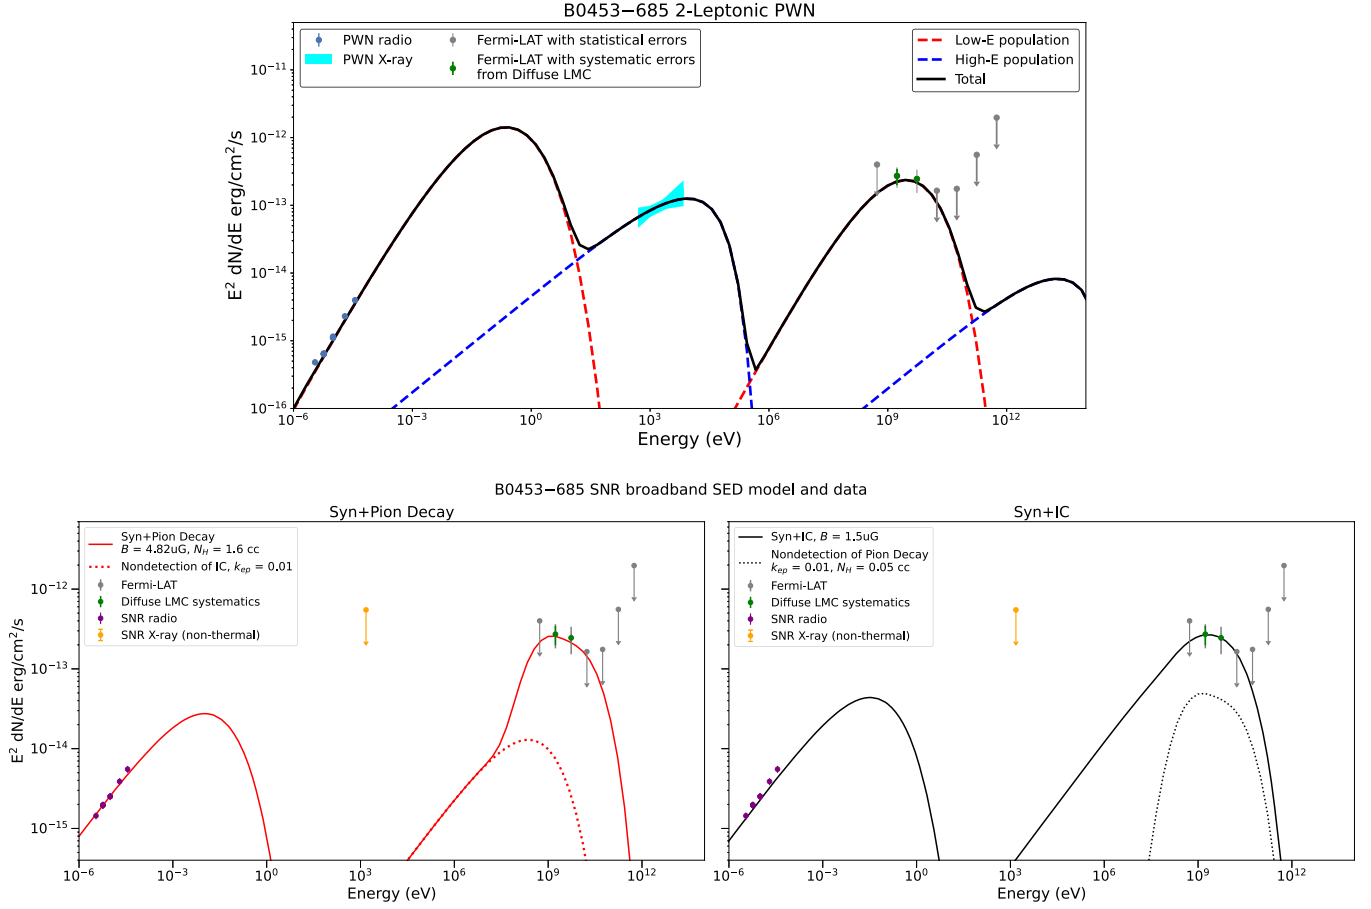 B0453−685 2-Leptonic PWN
PWN radio
PWN X-ray
Fermi-LAT with statistical errors
Fermi-LAT with systematic errors
from Diffuse LMC
Low-E population
High-E population
Total
E² dN/dE erg/cm²/s
10⁻¹¹
10⁻¹²
10⁻¹³
10⁻¹⁴
10⁻¹⁵
10⁻¹⁶
10⁻⁶ 10⁻³ 10⁰ 10³ 10⁶ 10⁹ 10¹²
Energy (eV)
B0453−685 SNR broadband SED model and data
Syn+Pion Decay
Syn+Pion Decay
B = 4.82uG, N_H = 1.6 cc
Nondetection of IC, k_ep = 0.01
Fermi-LAT
Diffuse LMC systematics
SNR radio
SNR X-ray (non-thermal)
E² dN/dE erg/cm²/s
10⁻¹²
10⁻¹³
10⁻¹⁴
10⁻¹⁵
10⁻⁶ 10⁻³ 10⁰ 10³ 10⁶ 10⁹ 10¹²
Energy (eV)
Syn+IC
Syn+IC, B = 1.5uG
Nondetection of Pion Decay
k_ep = 0.01, N_H = 0.05 cc
Fermi-LAT
Diffuse LMC systematics
SNR radio
SNR X-ray (non-thermal)
10⁻⁶ 10⁻³ 10⁰ 10³ 10⁶ 10⁹ 10¹²
Energy (eV)